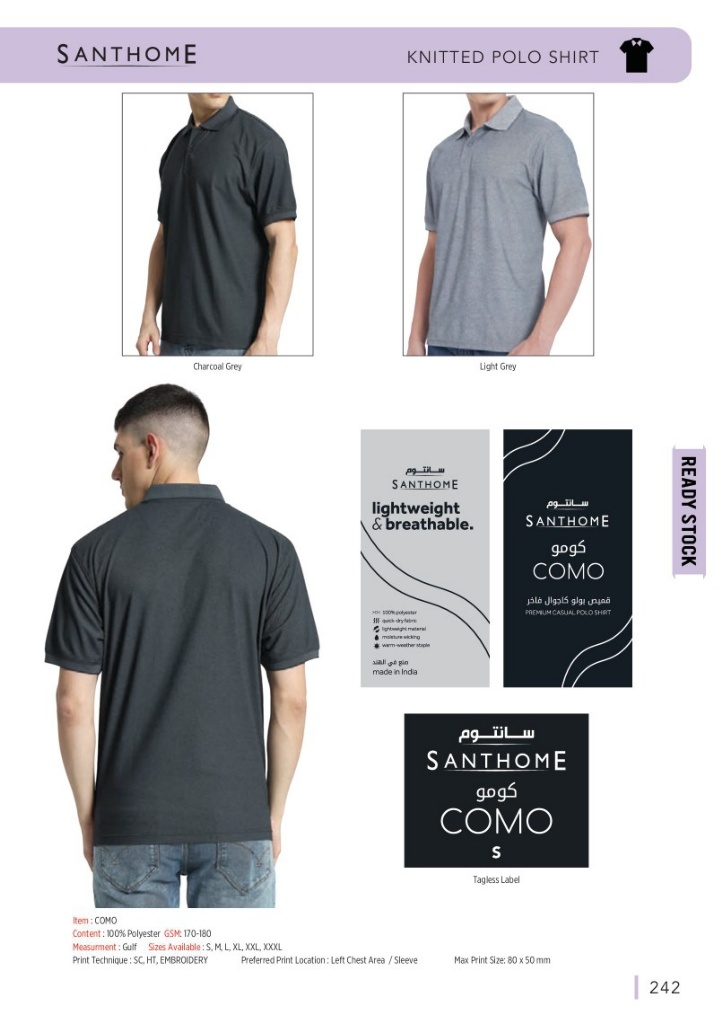 SANTHOME
KNITTED POLO SHIRT
Charcoal Grey
Light Grey
سانتوم
SANTHOME
lightweight
& breathable.
100% polyester
quick-dry fabric
lightweight material
moisture wicking
warm-weather staple
صنع في الهند
made in India
سانتوم
SANTHOME
كومو
COMO
قميص بولو كاجوال فاخر
PREMIUM CASUAL POLO SHIRT
READY STOCK
سانتوم
SANTHOME
كومو
COMO
S
Tagless Label
Item : COMO
Content : 100% Polyester GSM: 170-180
Measurment : Gulf Sizes Available : S, M, L, XL, XXL, XXXL
Print Technique : SC, HT, EMBROIDERY Preferred Print Location : Left Chest Area / Sleeve Max Print Size: 80 x 50 mm
242